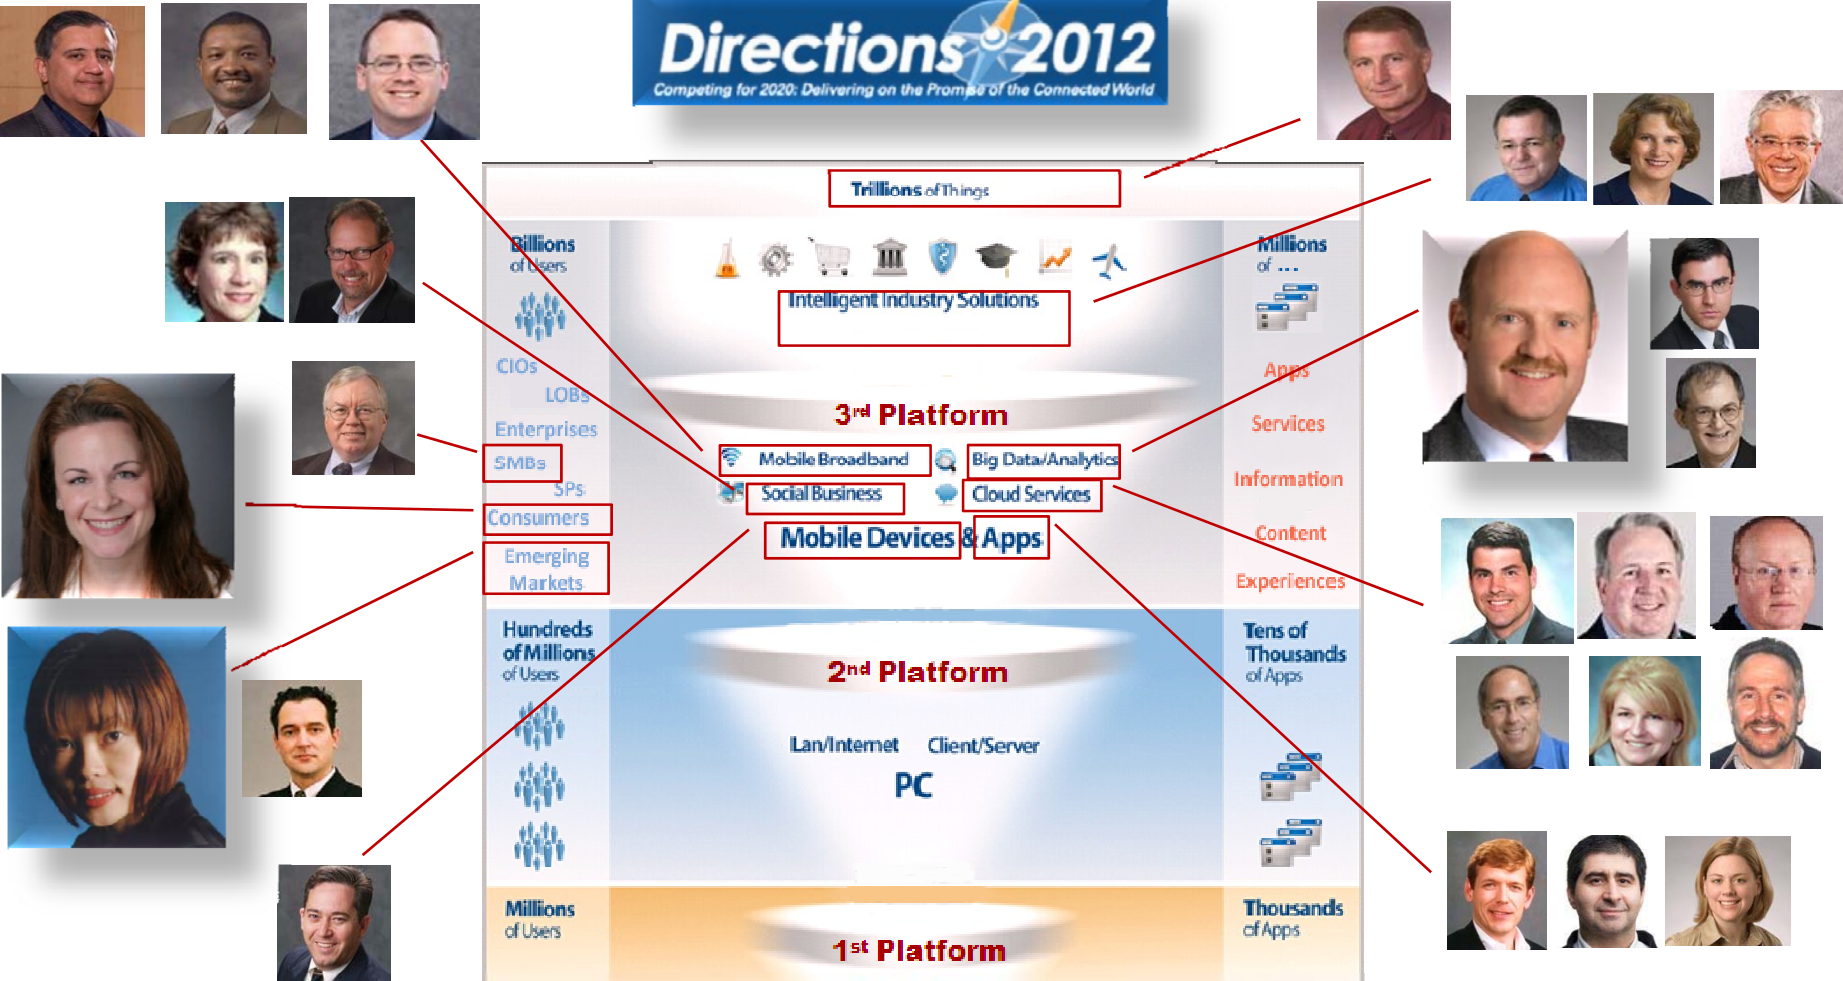 Directions 2012
Competing for 2020: Delivering on the Promise of the Connected World
Trillions of Things
Billions
of Users
Millions
of ...
Intelligent Industry Solutions
CIOs
LOBs
Enterprises
SMBs
SPs
Consumers
Emerging
Markets
Apps
Services
Information
Content
Experiences
3rd Platform
Mobile Broadband
Big Data/Analytics
Social Business
Cloud Services
Mobile Devices & Apps
Hundreds
of Millions
of Users
Tens of
Thousands
of Apps
2nd Platform
Lan/Internet
Client/Server
PC
Millions
of Users
Thousands
of Apps
1st Platform